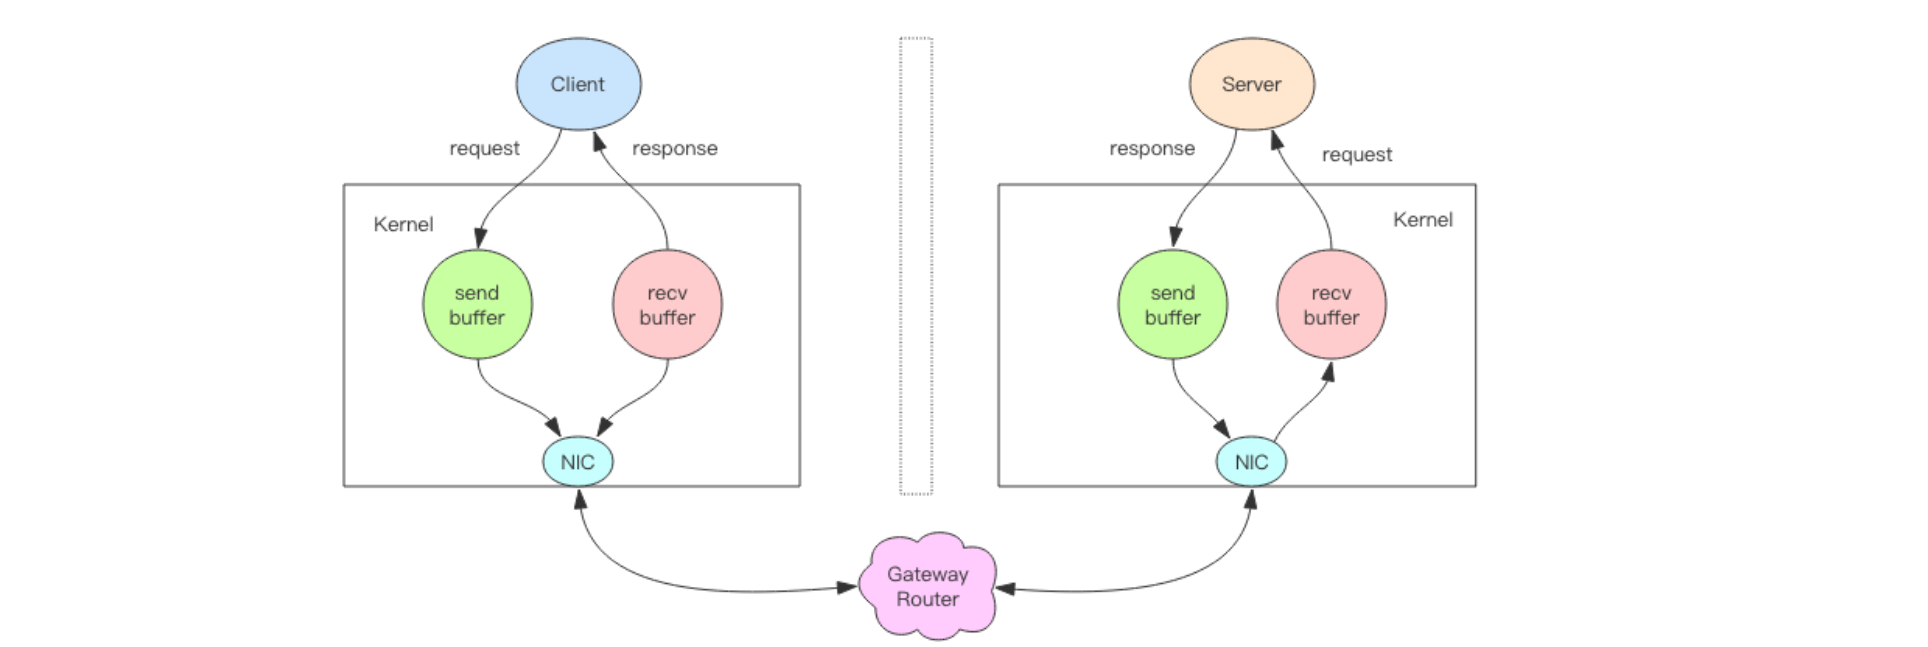 Client
Server
request
response
response
request
Kernel
Kernel
send
buffer
recv
buffer
send
buffer
recv
buffer
NIC
NIC
Gateway
Router